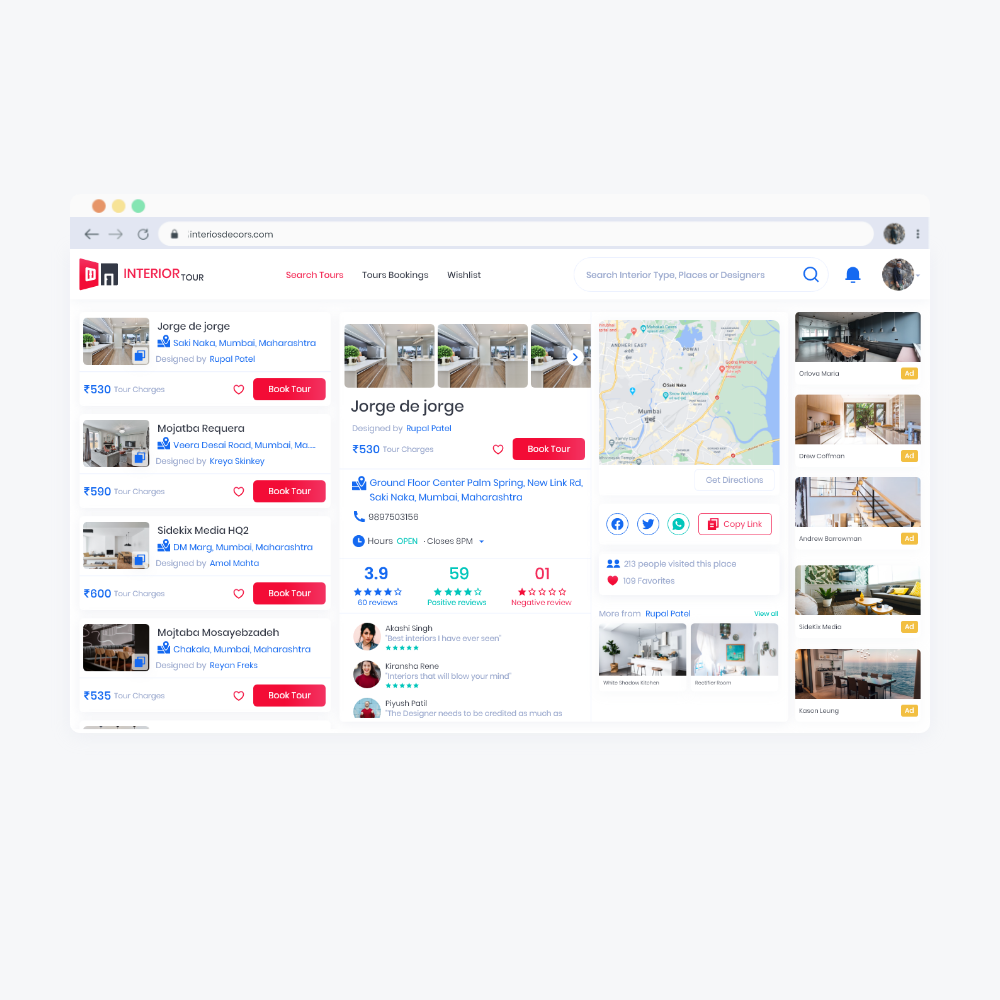 .interiosdecors.com
INTERIOR TOUR
Search Tours
Tours Bookings
Wishlist
Search Interior Type, Places or Designers
Jorge de jorge
Saki Naka, Mumbai, Maharashtra
Designed by Rupal Patel
₹530 Tour Charges
Book Tour
Mojatba Requera
Veera Desai Road, Mumbai, Ma....
Designed by Kreya Skinkey
₹590 Tour Charges
Book Tour
Sidekix Media HQ2
DM Marg, Mumbai, Maharashtra
Designed by Amol Mahta
₹600 Tour Charges
Book Tour
Mojtaba Mosayebzadeh
Chakala, Mumbai, Maharashtra
Designed by Reyan Freks
₹535 Tour Charges
Book Tour
Jorge de jorge
Designed by Rupal Patel
₹530 Tour Charges
Book Tour
Ground Floor Center Palm Spring, New Link Rd,
Saki Naka, Mumbai, Maharashtra
9897503156
Hours OPEN · Closes 8PM
3.9
60 reviews
59
Positive reviews
01
Negative review
Akashi Singh
"Best interiors I have ever seen"
Kiransha Rene
"Interiors that will blow your mind"
Piyush Patil
"The Designer needs to be credited as much as
ANDHERI EAST
Saki Naka
Mumbai
मुंबई
Get Directions
Copy Link
213 people visited this place
109 Favorites
More from Rupal Patel
View all
White Shadow Kitchen
Rectifier Room
Orlova Maria
Ad
Drew Coffman
Ad
Andrew Borrowman
Ad
SideKix Media
Ad
Kason Leung
Ad